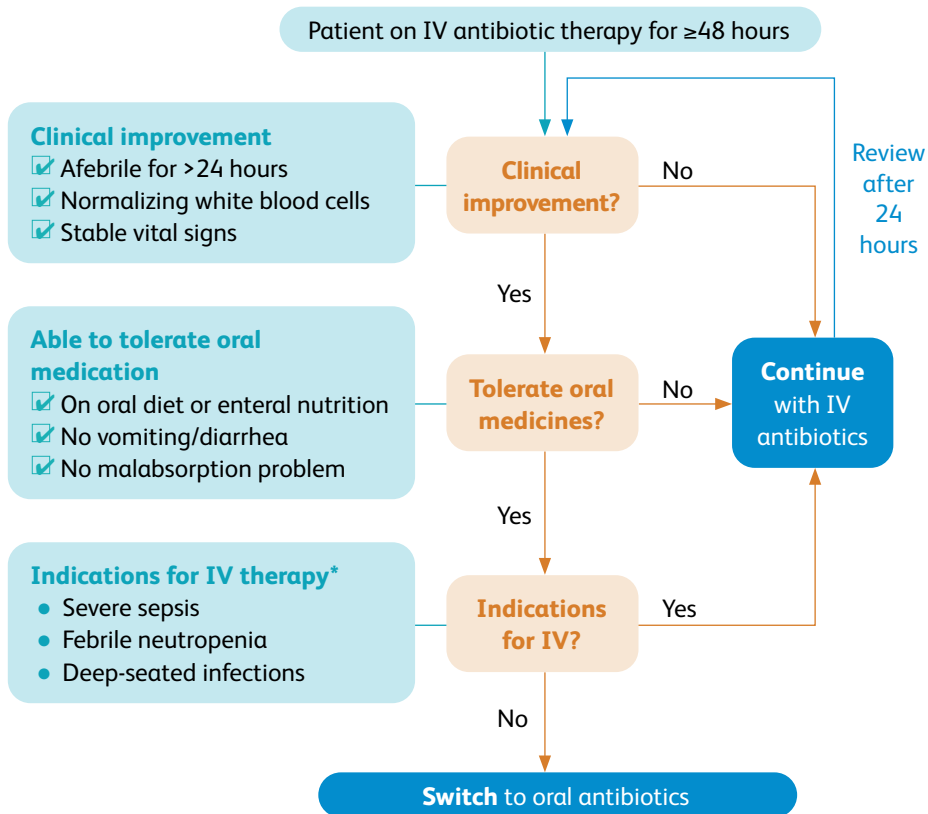 Patient on IV antibiotic therapy for ≥48 hours
Clinical improvement
Afebrile for >24 hours
Normalizing white blood cells
Stable vital signs
Clinical
improvement?
No
Review
after
24
hours
Yes
Able to tolerate oral
medication
On oral diet or enteral nutrition
No vomiting/diarrhea
No malabsorption problem
Tolerate oral
medicines?
No
Continue
with IV
antibiotics
Yes
Indications for IV therapy*
Severe sepsis
Febrile neutropenia
Deep-seated infections
Indications
for IV?
Yes
No
Switch to oral antibiotics